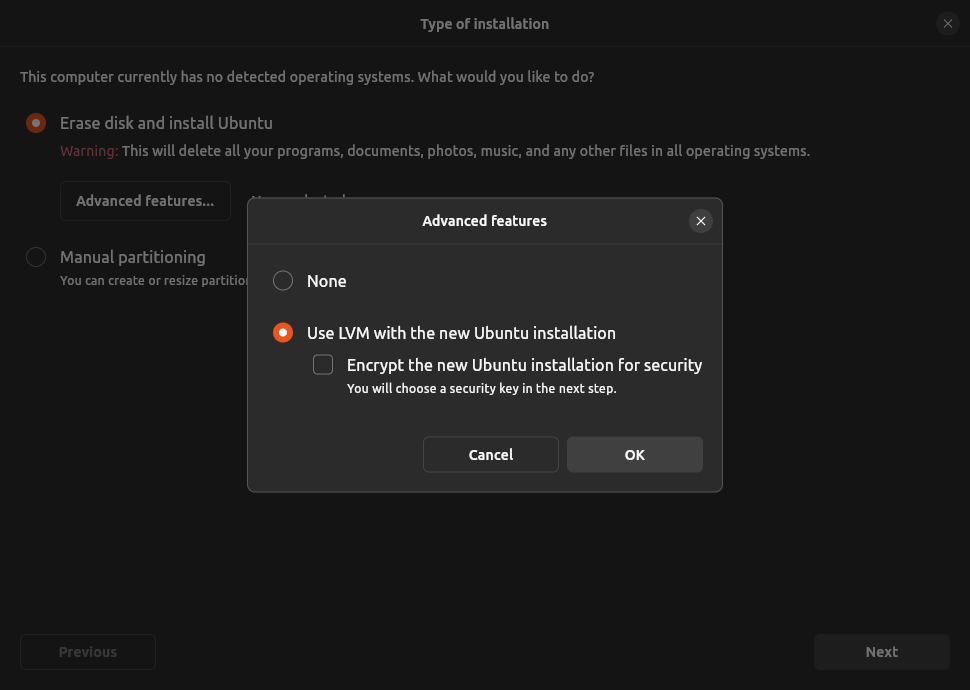 Type of installation
This computer currently has no detected operating systems. What would you like to do?
Erase disk and install Ubuntu
Warning: This will delete all your programs, documents, photos, music, and any other files in all operating systems.
Advanced features...
Manual partitioning
You can create or resize
Advanced features
None
Use LVM with the new Ubuntu installation
Encrypt the new Ubuntu installation for security
You will choose a security key in the next step.
Cancel
OK
Previous
Next